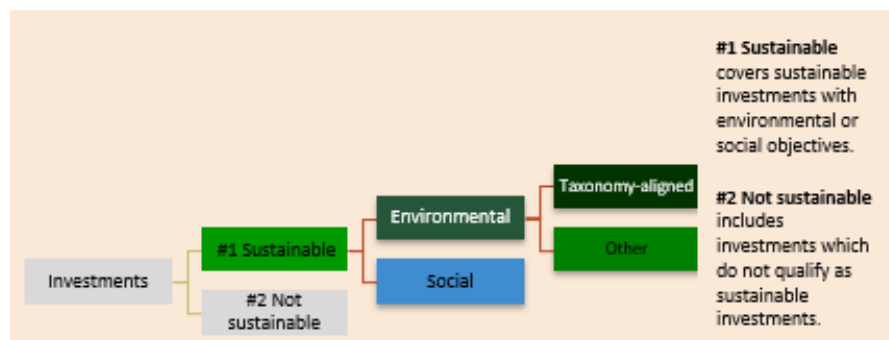 #1 Sustainable
covers sustainable
investments with
environmental or
social objectives.
Taxonomy-aligned
#2 Not sustainable
includes
investments which
do not qualify as
sustainable
investments.
Environmental
#1 Sustainable
Other
Investments
Social
#2 Not
sustainable